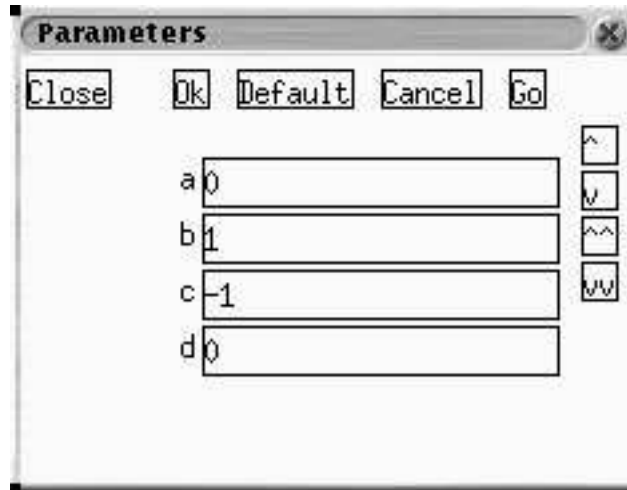 Parameters
Close Ok Default Cancel Go
^
a 0
v
b 1
^^
c -1
vv
d 0